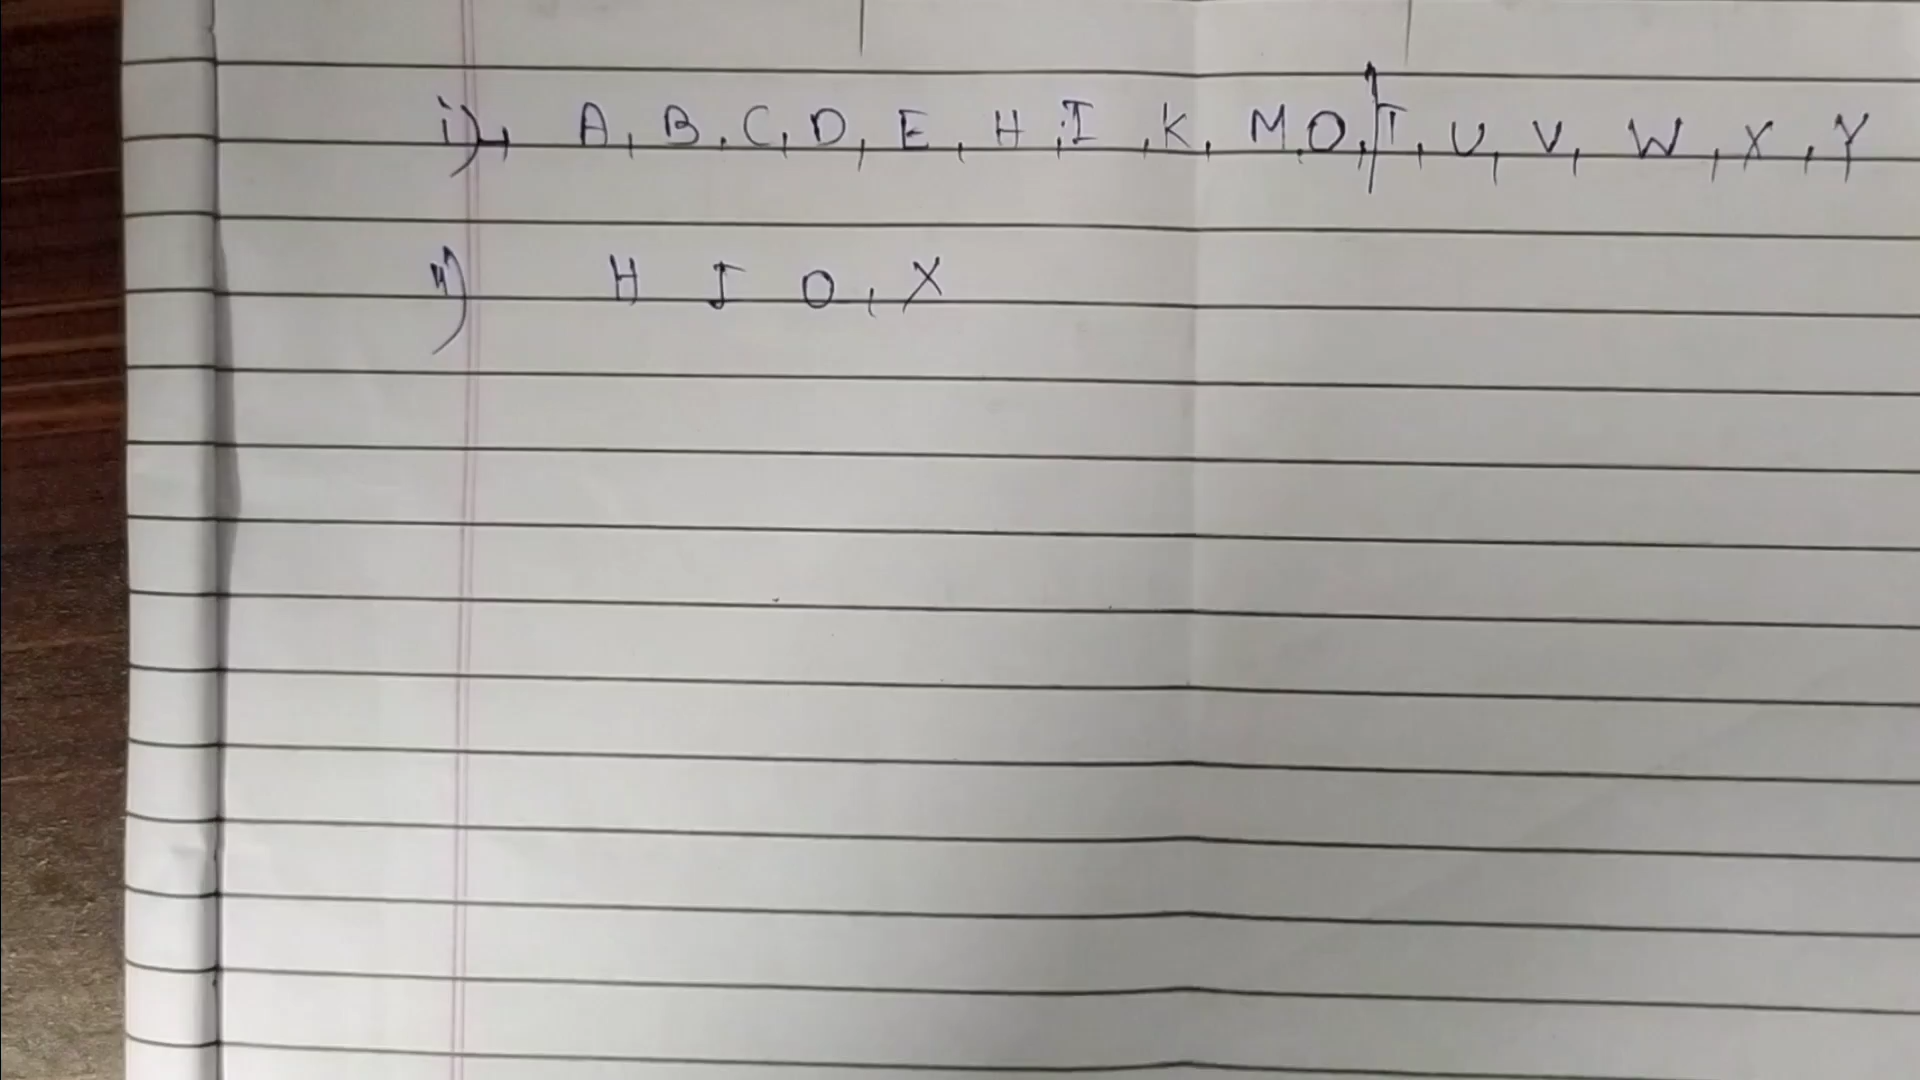 i) → A, B, C, D, E, H, I, K, M, O, T, U, V, W, X, Y
ii) H I O, X